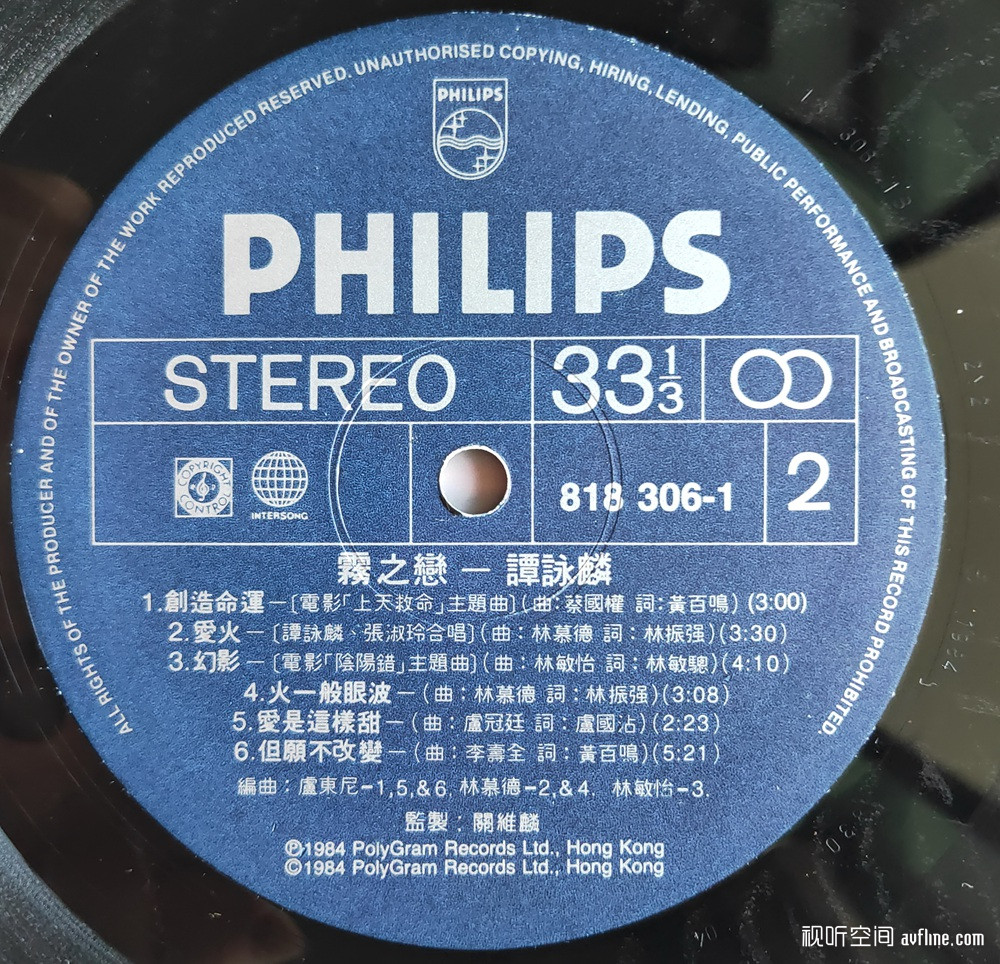 ALL RIGHTS OF THE PRODUCER AND OF THE OWNER OF THE WORK REPRODUCED RESERVED. UNAUTHORISED COPYING, HIRING, LENDING, PUBLIC PERFORMANCE AND BROADCASTING OF THIS RECORD PROHIBITED.
PHILIPS
PHILIPS
STEREO 33 1/3
COPYRIGHT CONTROL INTERSONG 818 306-1 2
霧之戀 — 譚詠麟
1.創造命運—〔電影「上天救命」主題曲〕(曲:蔡國權 詞:黃百鳴) (3:00)
2.愛火—〔譚詠麟、張淑玲合唱〕(曲:林慕德 詞:林振强)(3:30)
3.幻影—〔電影「陰陽錯」主題曲〕(曲:林敏怡 詞:林敏驄)(4:10)
4.火一般眼波—(曲:林慕德 詞:林振强)(3:08)
5.愛是這樣甜—(曲:盧冠廷 詞:盧國沾)(2:23)
6.但願不改變—(曲:李壽全 詞:黃百鳴)(5:21)
編曲:盧東尼-1,5,&6, 林慕德-2,&4, 林敏怡-3.
監製:關維麟
Ⓟ1984 PolyGram Records Ltd., Hong Kong
©1984 PolyGram Records Ltd., Hong Kong
视听空间 avfline.com